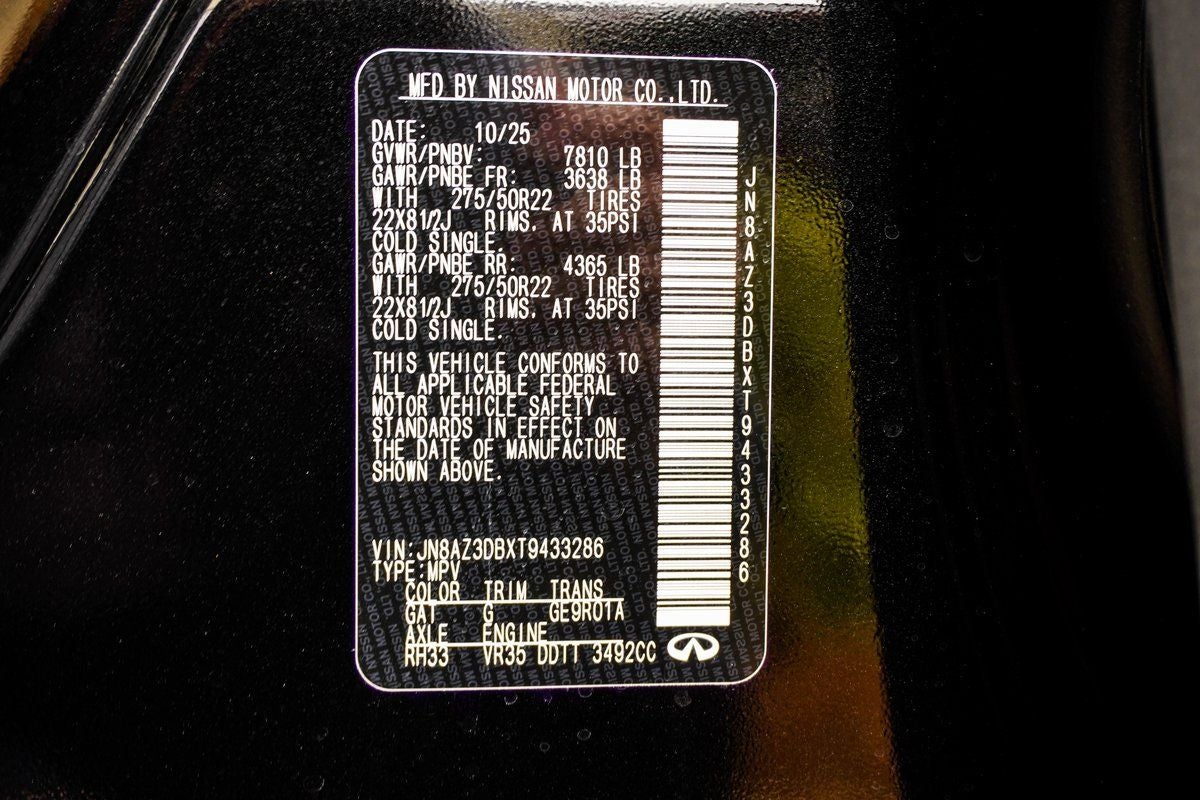 MFD BY NISSAN MOTOR CO.,LTD.
DATE: 10/25
GVWR/PNBV: 7810 LB
GAWR/PNBE FR: 3638 LB
WITH 275/50R22 TIRES
22X81/2J RIMS. AT 35PSI
COLD SINGLE.
GAWR/PNBE RR: 4365 LB
WITH 275/50R22 TIRES
22X81/2J RIMS. AT 35PSI
COLD SINGLE.
THIS VEHICLE CONFORMS TO
ALL APPLICABLE FEDERAL
MOTOR VEHICLE SAFETY
STANDARDS IN EFFECT ON
THE DATE OF MANUFACTURE
SHOWN ABOVE.
VIN:JN8AZ3DBXT9433286
TYPE:MPV
COLOR TRIM TRANS
GAT G GE9R01A
AXLE ENGINE
RH33 VR35 DDTT 3492CC
JN8AZ3DBXT9433286